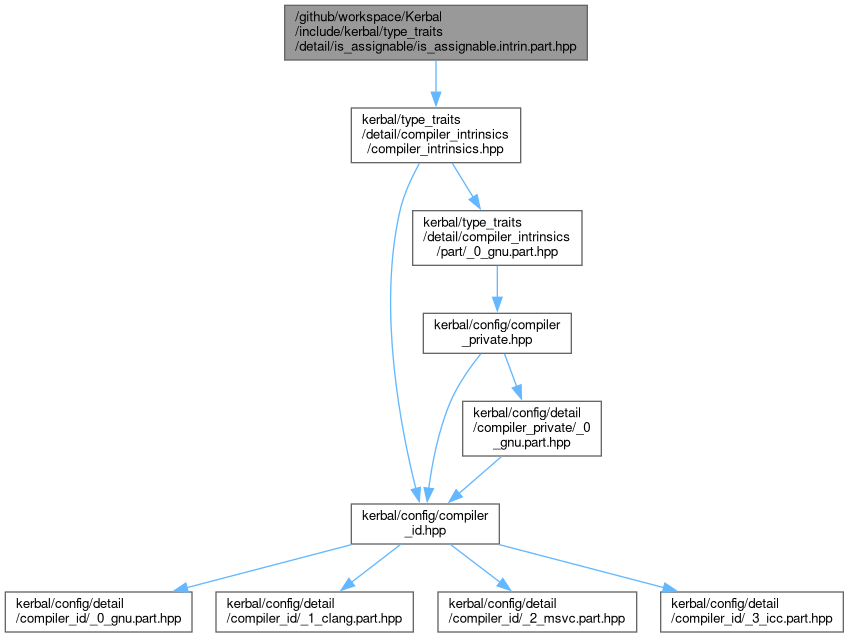 /github/workspace/Kerbal
/include/kerbal/type_traits
/detail/is_assignable/is_assignable.intrin.part.hpp
kerbal/type_traits
/detail/compiler_intrinsics
/compiler_intrinsics.hpp
kerbal/type_traits
/detail/compiler_intrinsics
/part/_0_gnu.part.hpp
kerbal/config/compiler
_private.hpp
kerbal/config/detail
/compiler_private/_0
_gnu.part.hpp
kerbal/config/compiler
_id.hpp
kerbal/config/detail
/compiler_id/_0_gnu.part.hpp
kerbal/config/detail
/compiler_id/_1_clang.part.hpp
kerbal/config/detail
/compiler_id/_2_msvc.part.hpp
kerbal/config/detail
/compiler_id/_3_icc.part.hpp